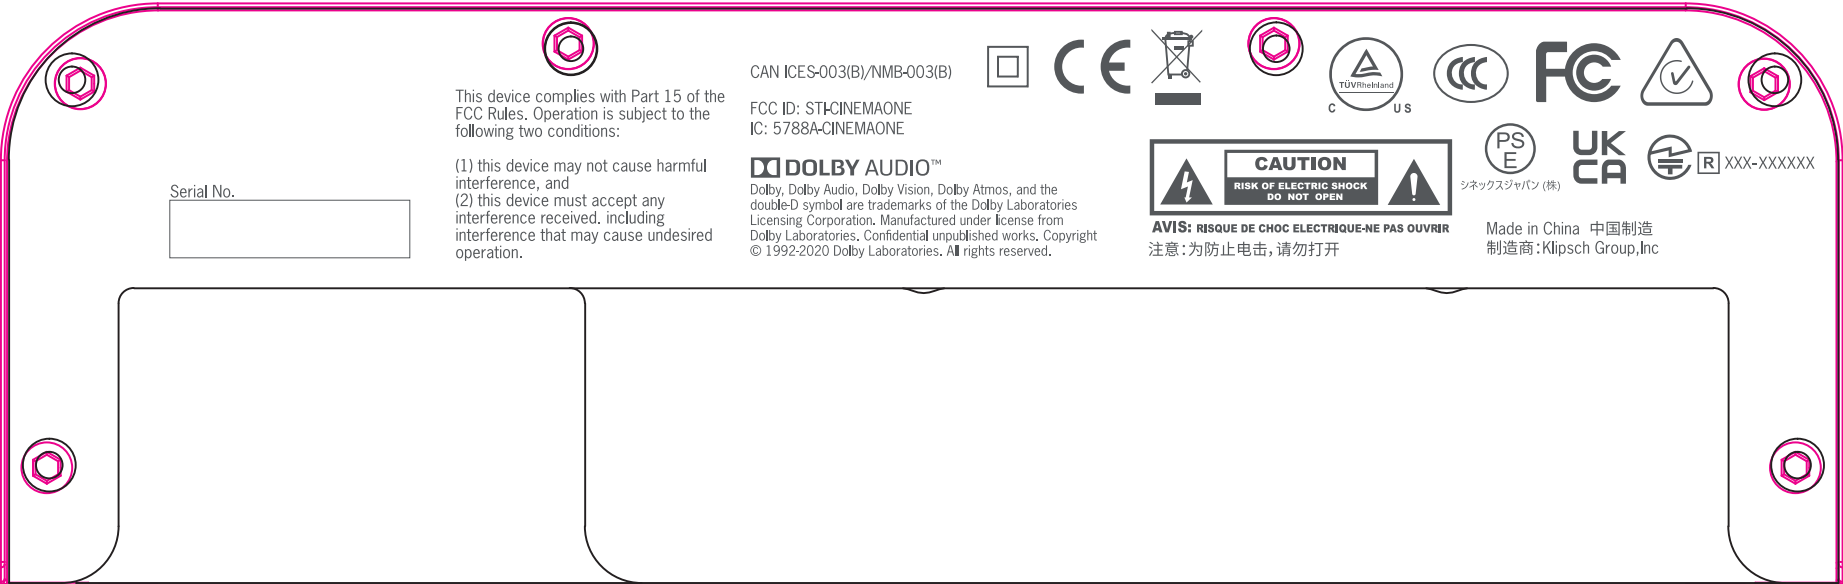 Serial No.
This device complies with Part 15 of the
FCC Rules. Operation is subject to the
following two conditions:
(1) this device may not cause harmful
interference, and
(2) this device must accept any
interference received. including
interference that may cause undesired
operation.
CAN ICES-003(B)/NMB-003(B)
FCC ID: STI-CINEMAONE
IC: 5788A-CINEMAONE
DOLBY AUDIO™
Dolby, Dolby Audio, Dolby Vision, Dolby Atmos, and the
double-D symbol are trademarks of the Dolby Laboratories
Licensing Corporation. Manufactured under license from
Dolby Laboratories. Confidential unpublished works. Copyright
© 1992-2020 Dolby Laboratories. All rights reserved.
CE
TÜVRheinland
C US
CCC
FC
CAUTION
RISK OF ELECTRIC SHOCK
DO NOT OPEN
AVIS: RISQUE DE CHOC ELECTRIQUE-NE PAS OUVRIR
注意:为防止电击,请勿打开
PS
E
シネックスジャパン (株)
UK
CA
R XXX-XXXXXX
Made in China 中国制造
制造商:Klipsch Group,Inc